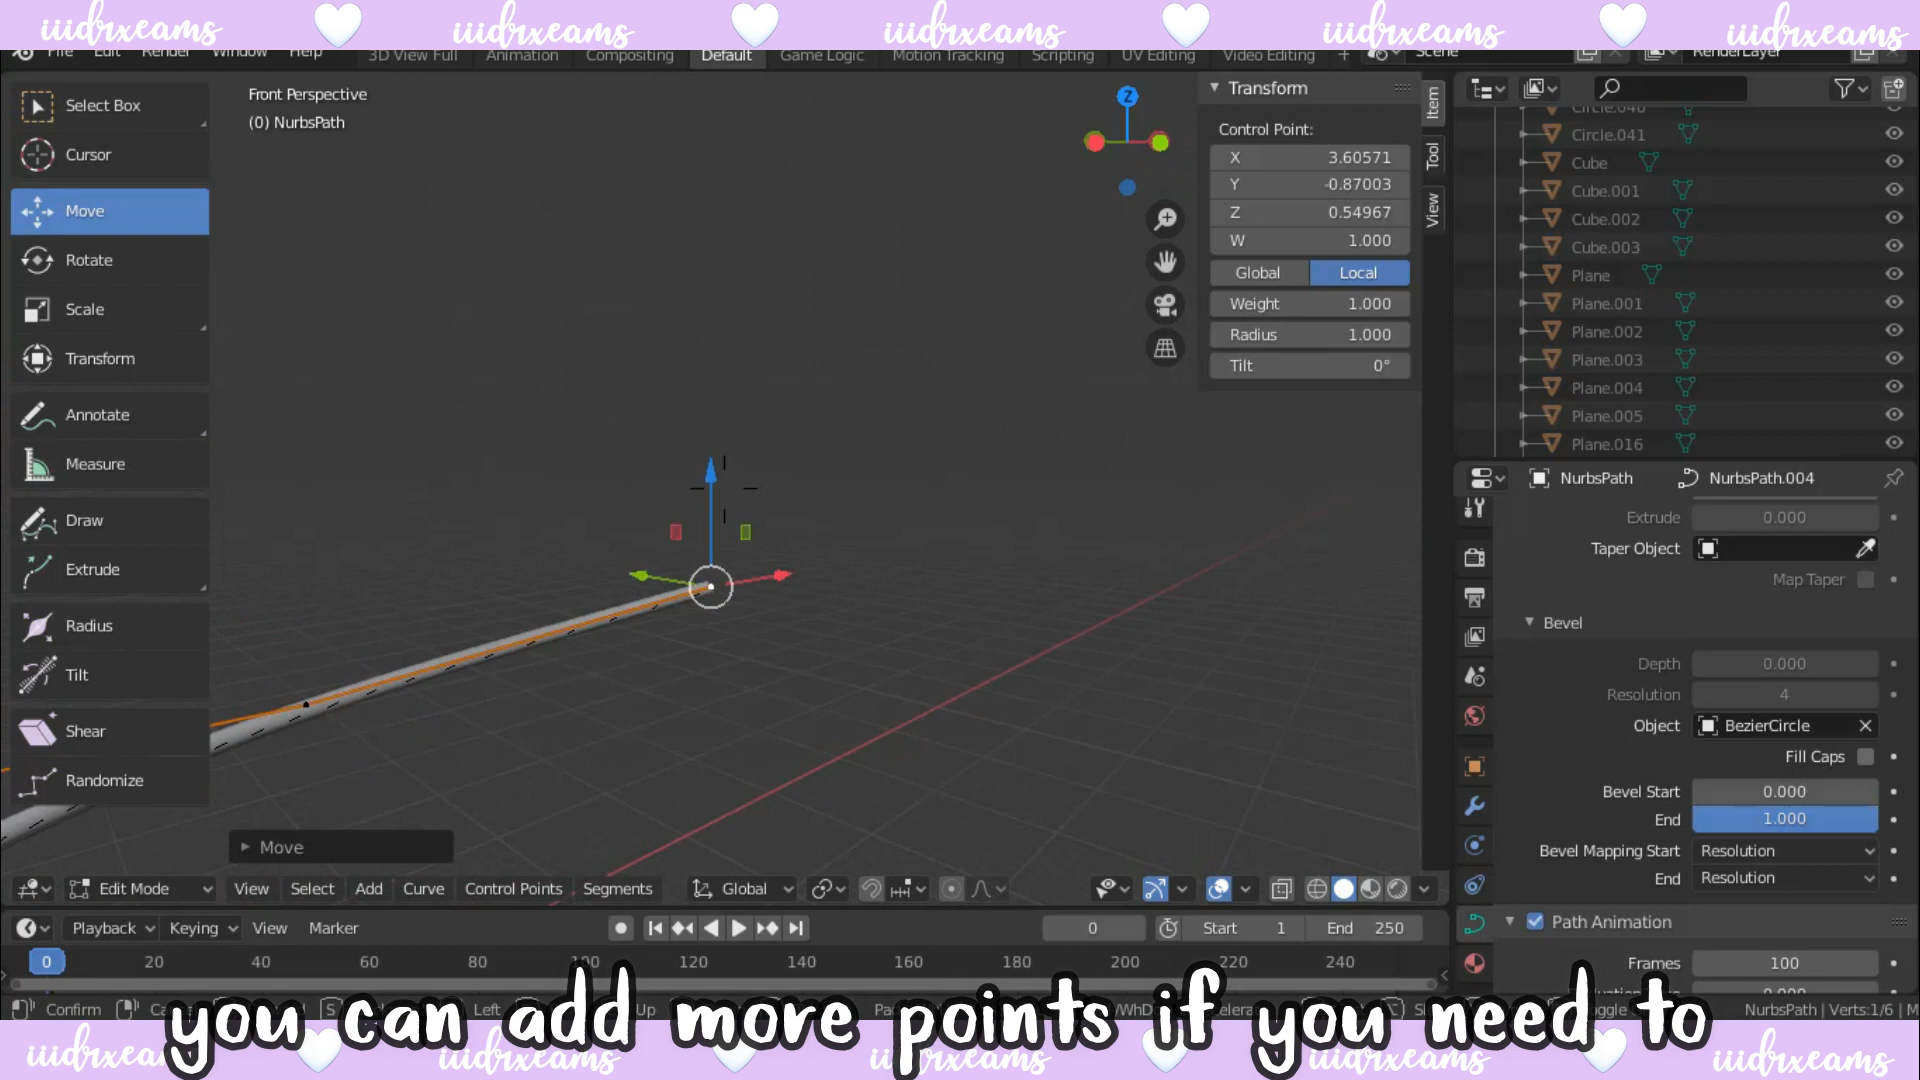 iiidrxeams iiidrxeams iiidrxeams iiidrxeams iiidrxeams
File Edit Render Window Help 3D View Full Animation Compositing Default Game Logic Motion Tracking Scripting UV Editing Video Editing + Scene RenderLayer
Select Box
Cursor
Move
Rotate
Scale
Transform
Annotate
Measure
Draw
Extrude
Radius
Tilt
Shear
Randomize
Front Perspective
(0) NurbsPath
Z
Transform
Control Point:
X 3.60571
Y -0.87003
Z 0.54967
W 1.000
Global Local
Weight 1.000
Radius 1.000
Tilt 0°
Item
Tool
View
Circle.040
Circle.041
Cube
Cube.001
Cube.002
Cube.003
Plane
Plane.001
Plane.002
Plane.003
Plane.004
Plane.005
Plane.016
NurbsPath NurbsPath.004
Extrude 0.000
Taper Object
Map Taper
Bevel
Depth 0.000
Resolution 4
Object BezierCircle
Fill Caps
Bevel Start 0.000
End 1.000
Bevel Mapping Start Resolution
End Resolution
Path Animation
Frames 100
Move
Edit Mode View Select Add Curve Control Points Segments Global
Playback Keying View Marker 0 Start 1 End 250
0 20 40 60 80 100 120 140 160 180 200 220 240
Confirm S Left Up NurbsPath | Verts:1/6 | M
you can add more points if you need to
iiidrxeams iiidrxeams iiidrxeams iiidrxeams iiidrxeams